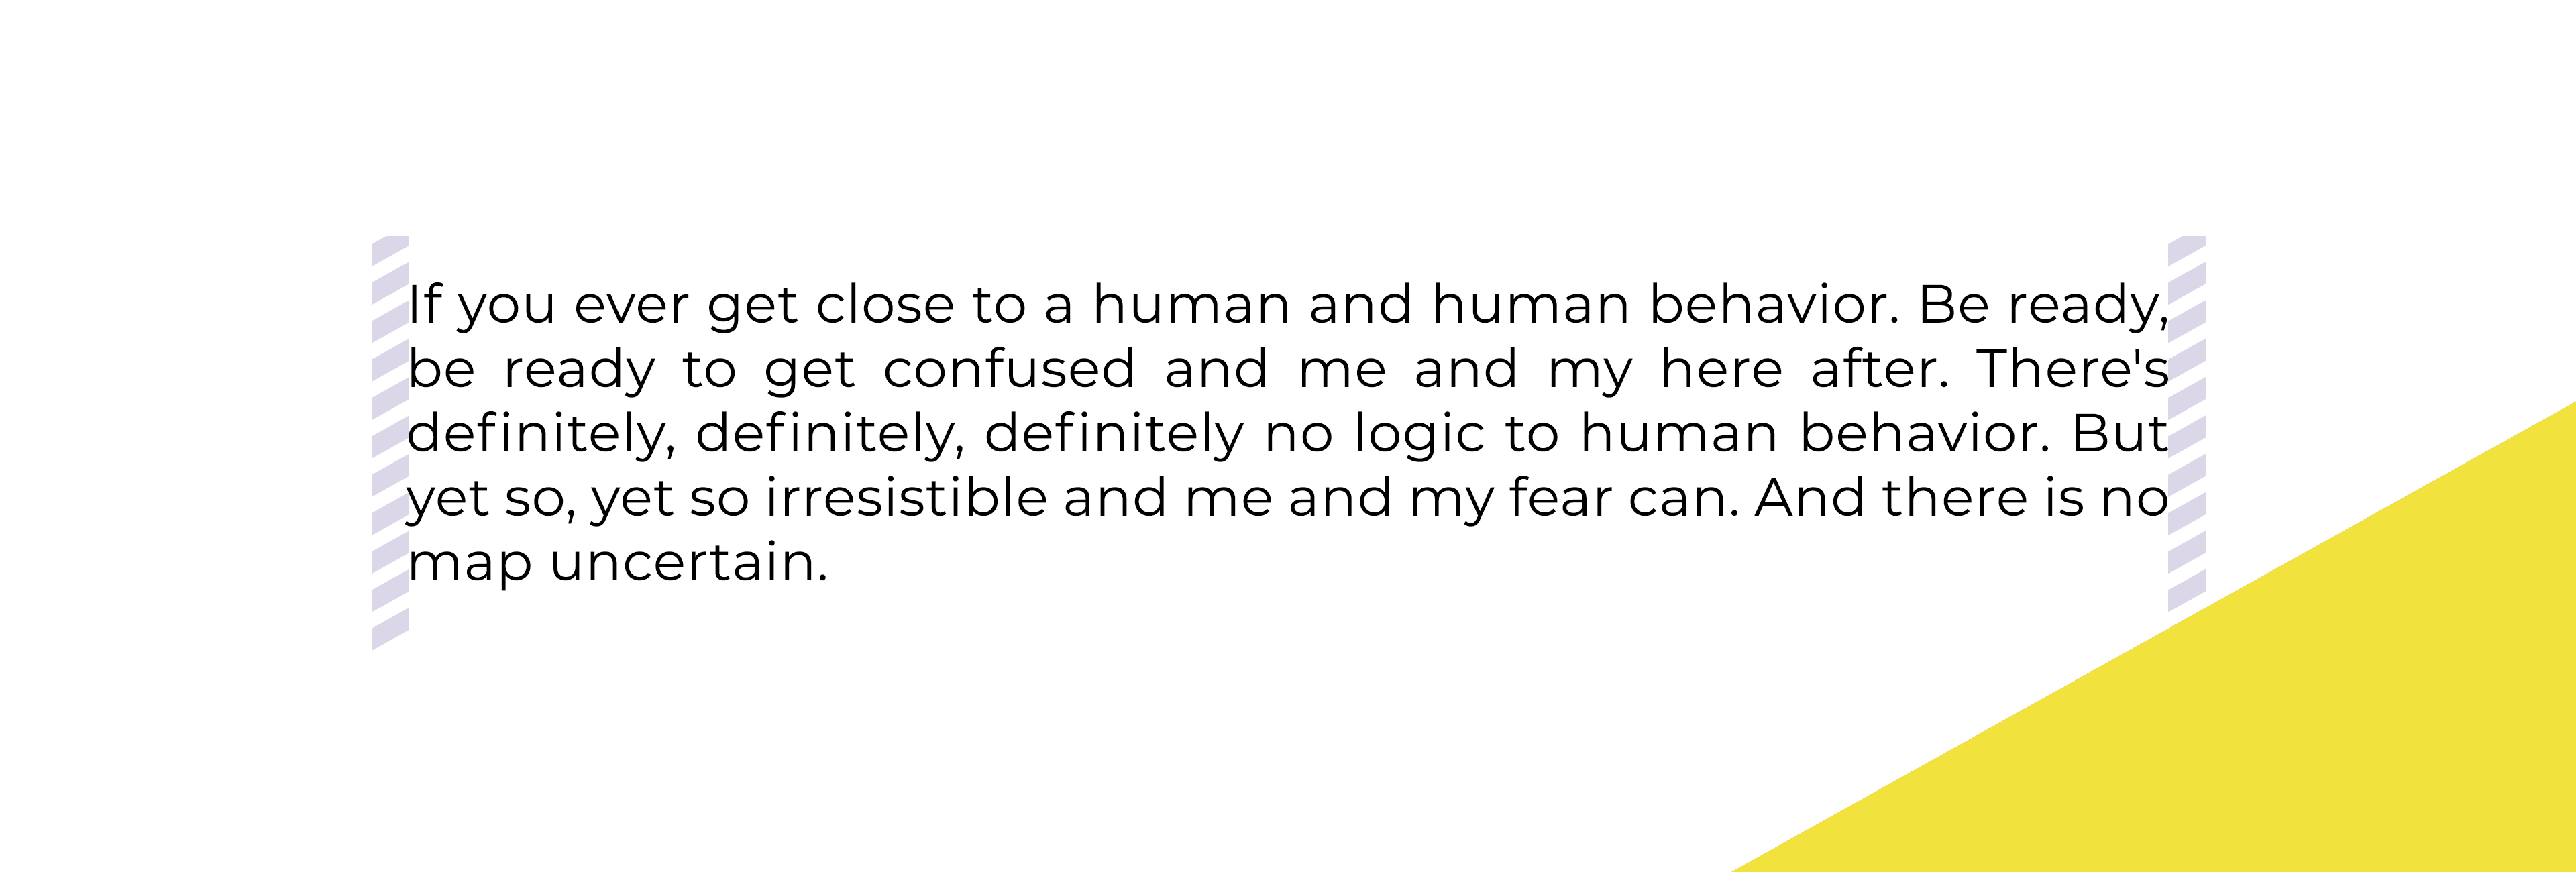 If you ever get close to a human and human behavior. Be ready,
be ready to get confused and me and my here after. There's
definitely, definitely, definitely no logic to human behavior. But
yet so, yet so irresistible and me and my fear can. And there is no
map uncertain.